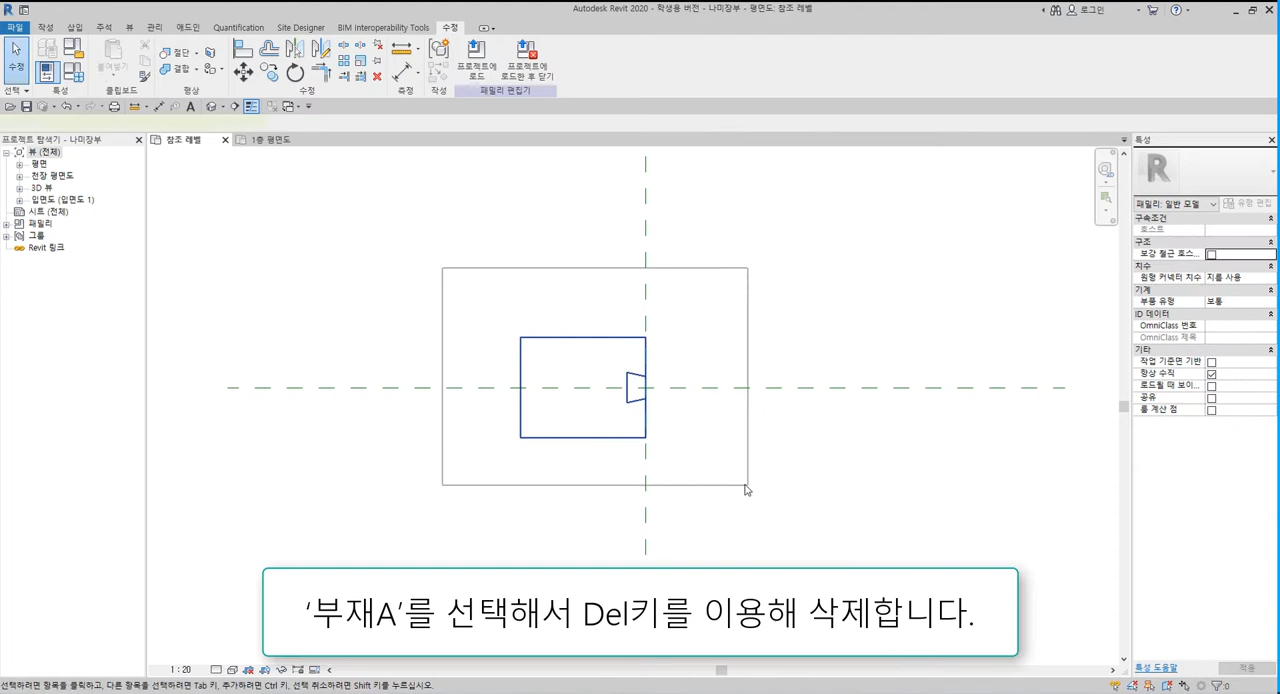 Autodesk Revit 2020 - 학생용 버전 - 나미장부 - 평면도: 참조 레벨
로그인
파일 작성 삽입 주석 뷰 관리 애드인 Quantification Site Designer BIM Interoperability Tools 수정
수정
붙여넣기
절단
결합
프로젝트에
로드
프로젝트에
로드한 후 닫기
선택 특성 클립보드 형상 수정 측정 작성 패밀리 편집기
프로젝트 탐색기 - 나미장부
뷰 (전체)
평면
천장 평면도
3D 뷰
입면도 (입면도 1)
시트 (전체)
패밀리
그룹
Revit 링크
참조 레벨
1층 평면도
특성
패밀리: 일반 모델
유형 편집
구속조건
호스트
구조
보강 철근 호스...
치수
원형 커넥터 치수 지름 사용
기계
부품 유형 보통
ID 데이터
OmniClass 번호
OmniClass 제목
기타
작업 기준면 기반
항상 수직
로드될 때 보이...
공유
룸 계산 점
특성 도움말
적용
‘부재A’를 선택해서 Del키를 이용해 삭제합니다.
1 : 20
선택하려면 항목을 클릭하고, 다른 항목을 선택하려면 Tab 키, 추가하려면 Ctrl 키, 선택 취소하려면 Shift 키를 누르십시오.
:0